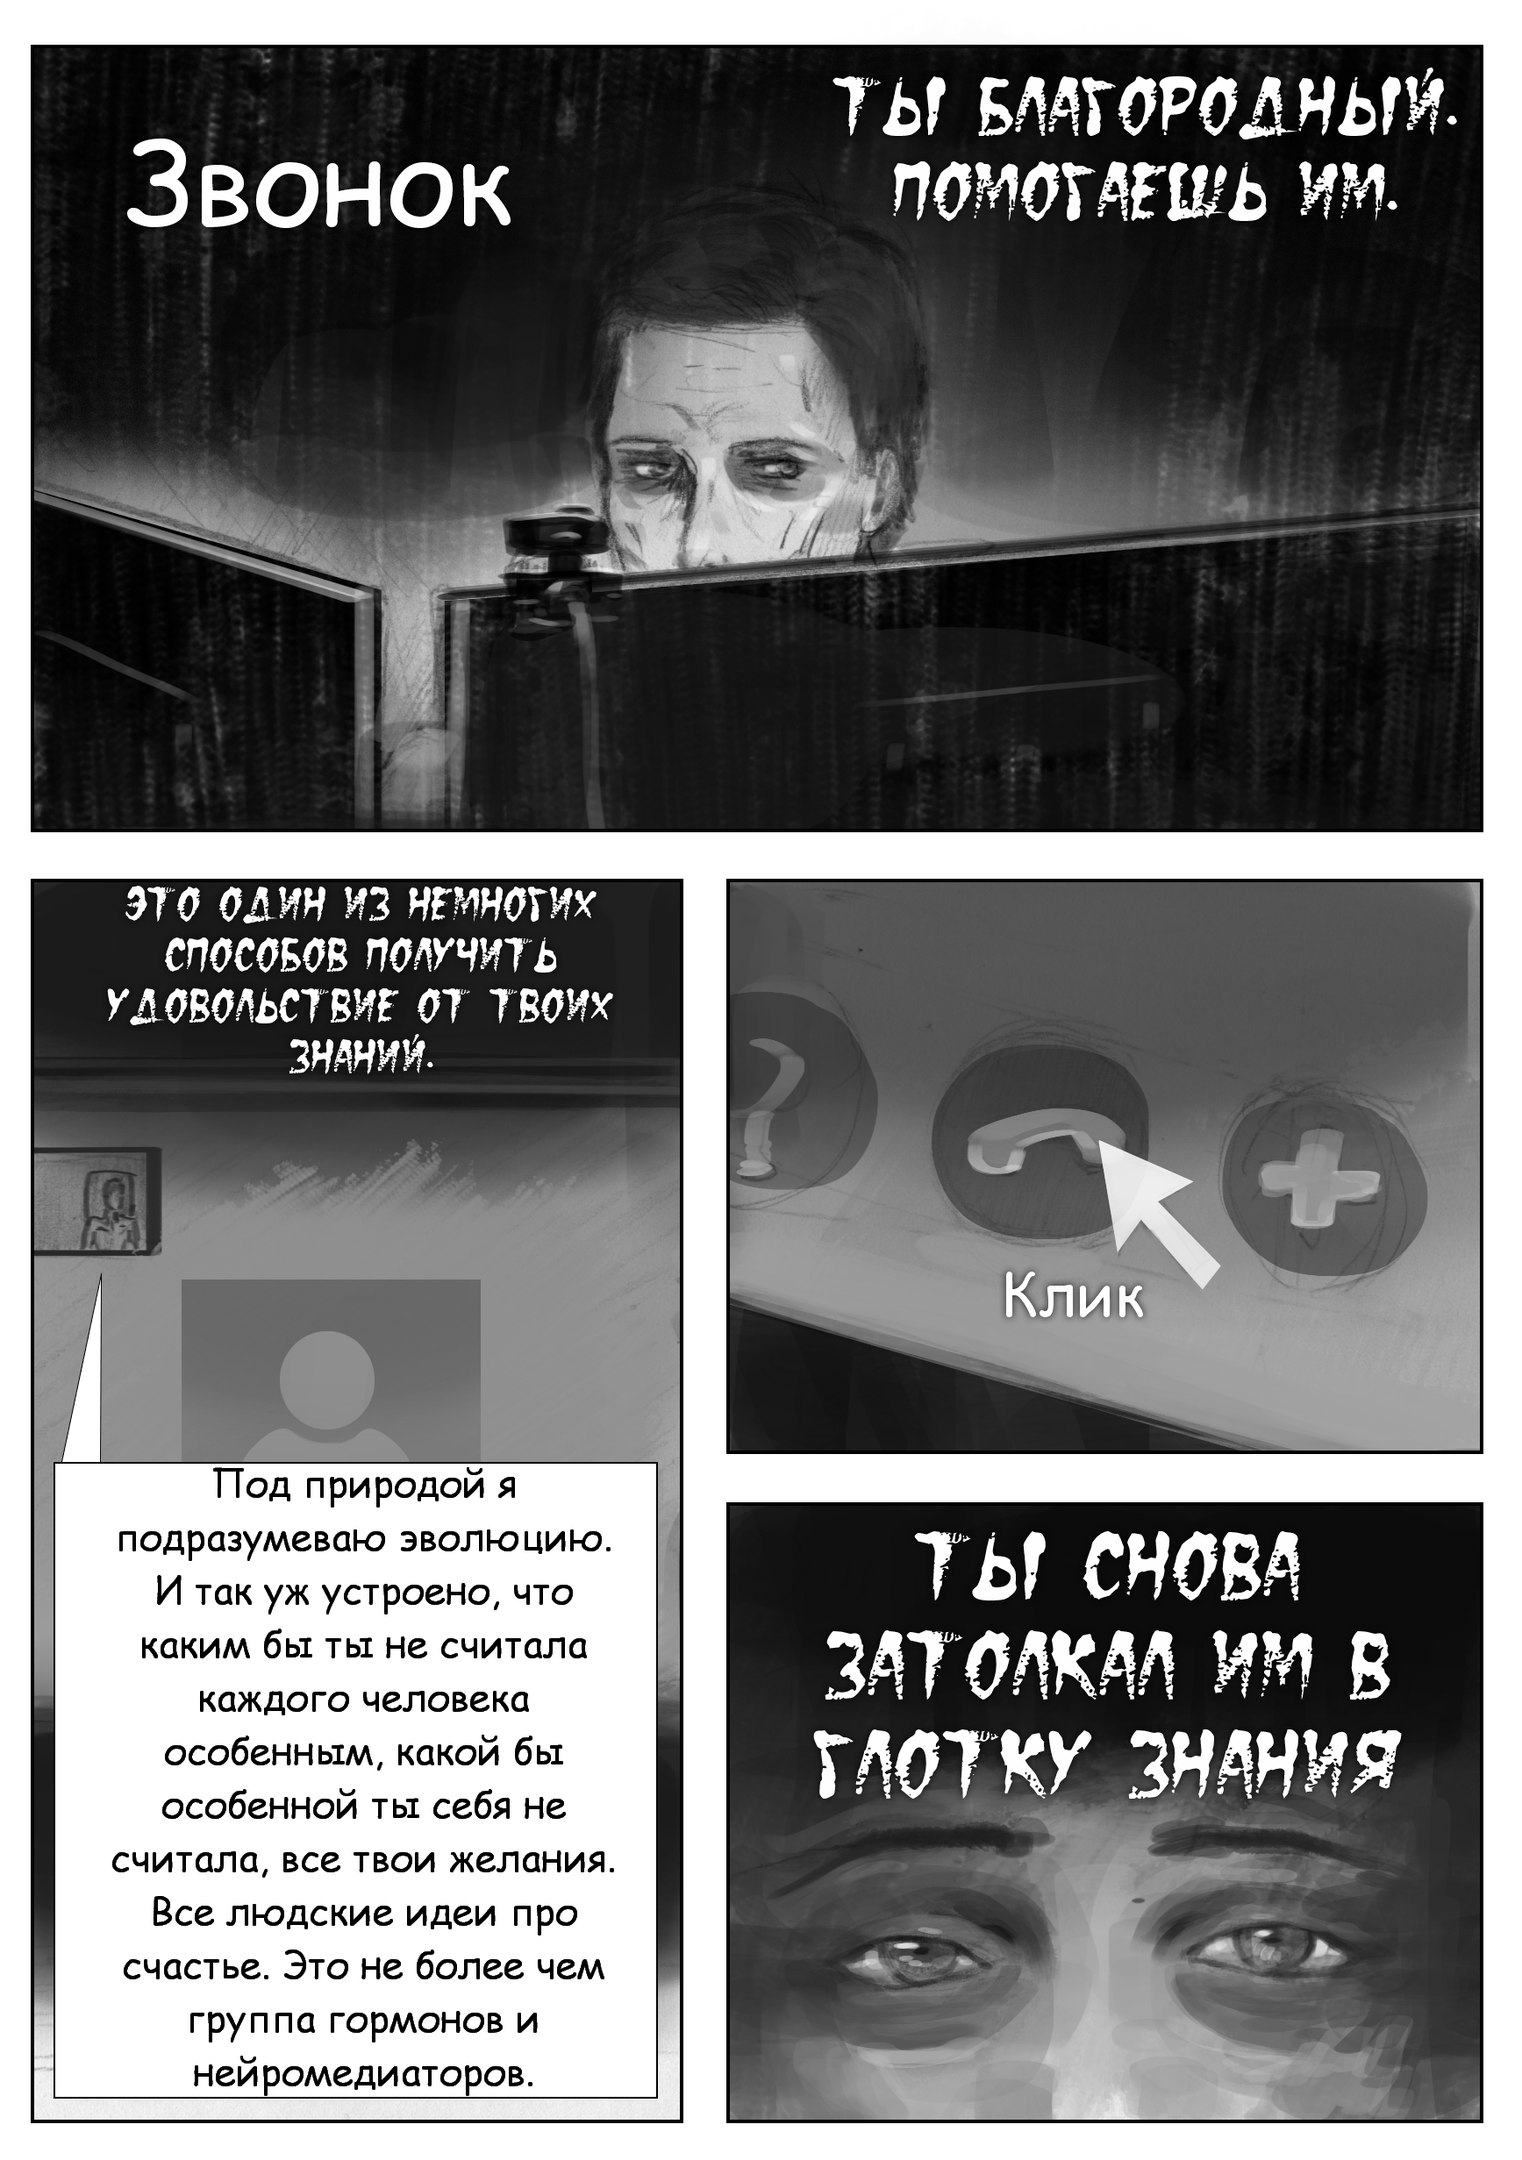 Звонок
ТЫ БЛАГОРОДНЫЙ.
ПОМОГАЕШЬ ИМ.
ЭТО ОДИН ИЗ НЕМНОГИХ
СПОСОБОВ ПОЛУЧИТЬ
УДОВОЛЬСТВИЕ ОТ ТВОИХ
ЗНАНИЙ.
Под природой я
подразумеваю эволюцию.
И так уж устроено, что
каким бы ты не считала
каждого человека
особенным, какой бы
особенной ты себя не
считала, все твои желания.
Все людские идеи про
счастье. Это не более чем
группа гормонов и
нейромедиаторов.
?
Клик
ТЫ СНОВА
ЗАТОЛКАЛ ИМ В
ГЛОТКУ ЗНАНИЯ